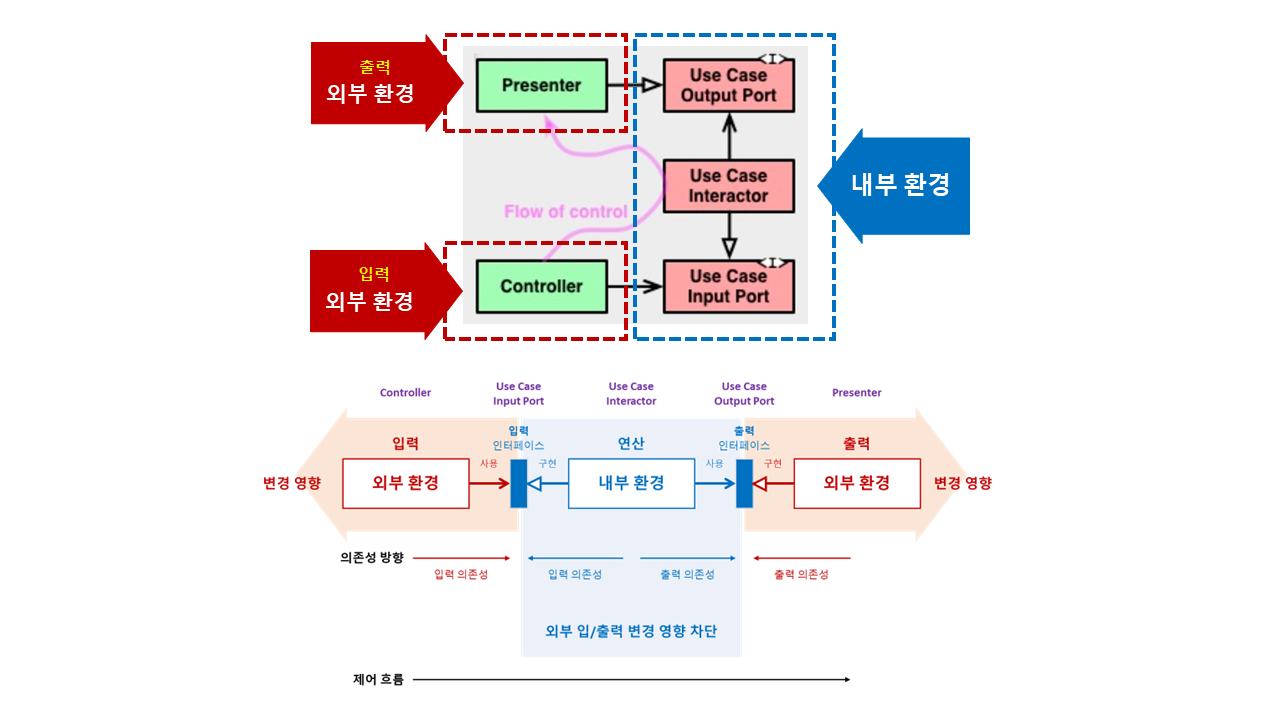 출력
외부 환경
Presenter
<I>
Use Case
Output Port
Use Case
Interactor
내부 환경
Flow of control
입력
외부 환경
Controller
<I>
Use Case
Input Port
Controller
Use Case
Input Port
Use Case
Interactor
Use Case
Output Port
Presenter
입력
입력
인터페이스
연산
출력
인터페이스
출력
변경 영향
외부 환경
사용
구현
내부 환경
사용
구현
외부 환경
변경 영향
의존성 방향
입력 의존성
입력 의존성
출력 의존성
출력 의존성
외부 입/출력 변경 영향 차단
제어 흐름